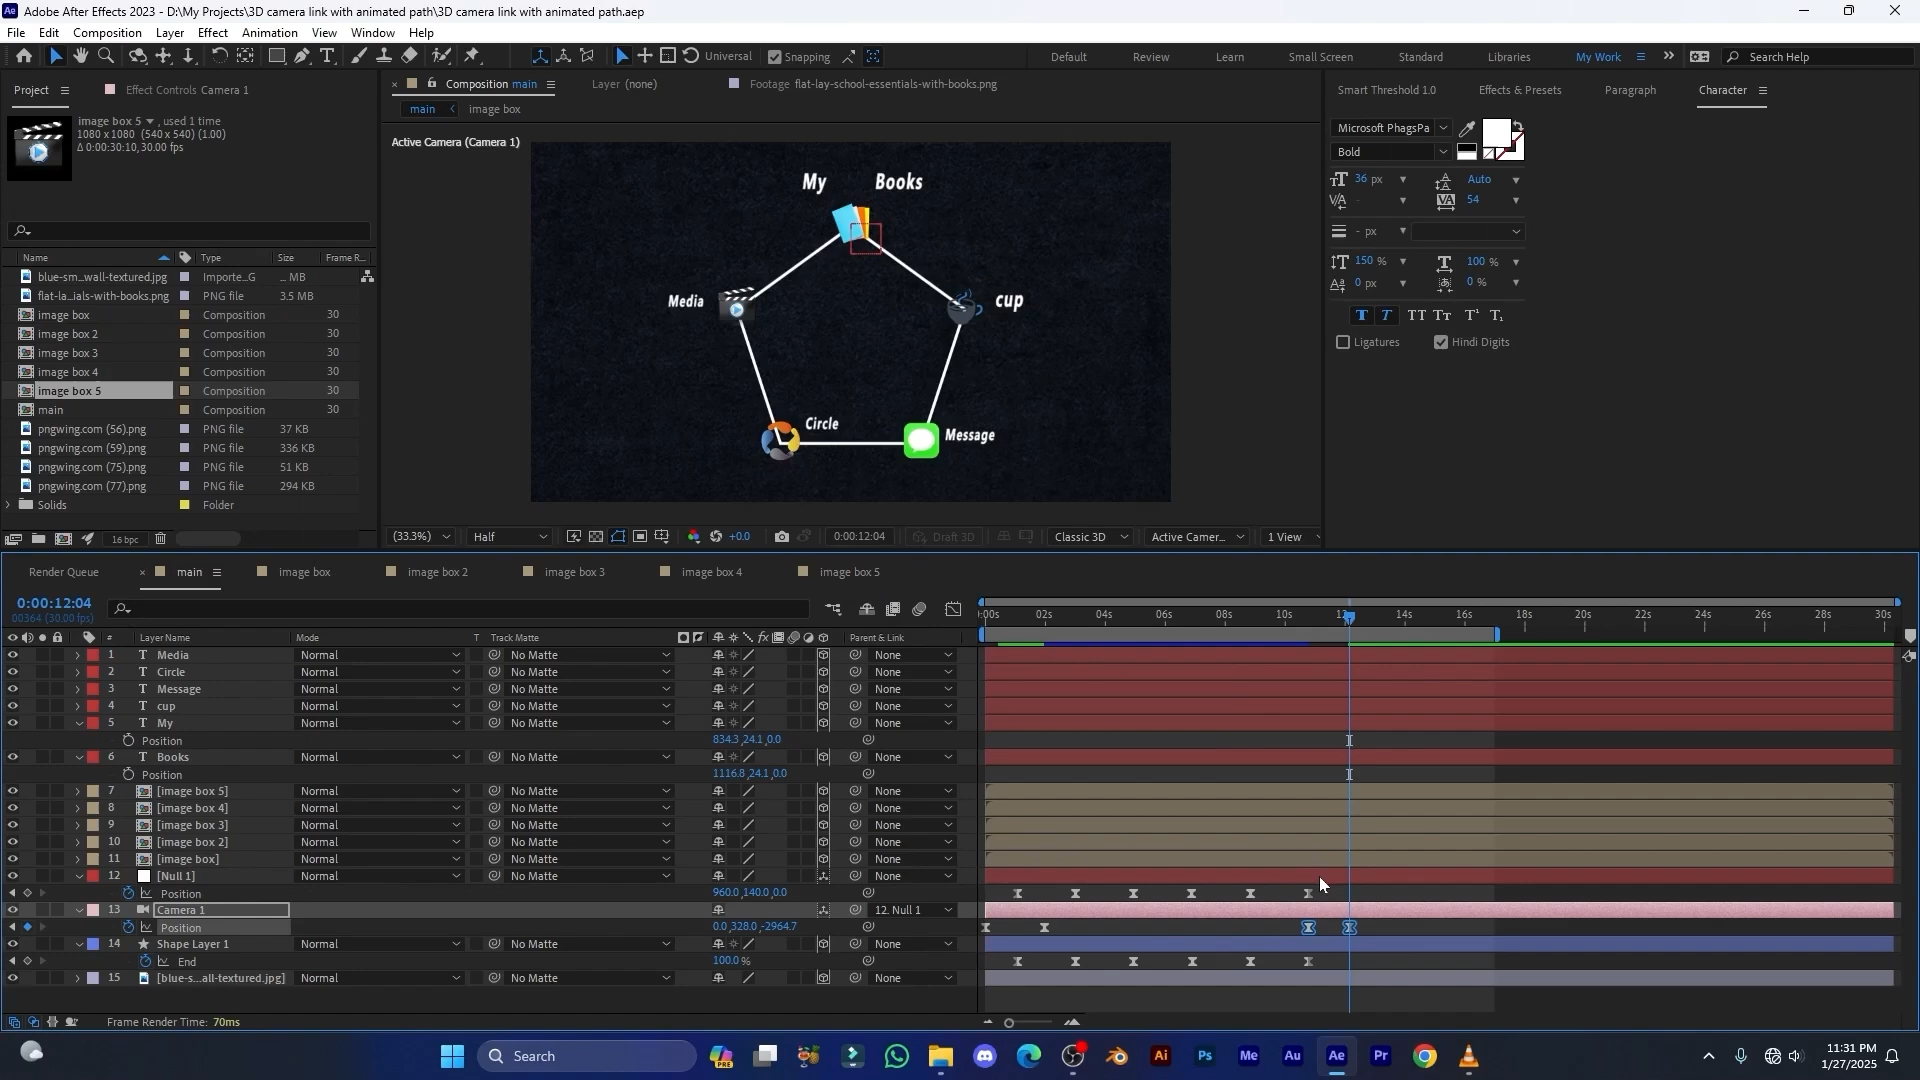 Adobe After Effects 2023 - D:\My Projects\3D camera link with animated path\3D camera link with animated path.aep
File Edit Composition Layer Effect Animation View Window Help
Universal Snapping Default Review Learn Small Screen Standard Libraries My Work Search Help
Project Effect Controls Camera 1
image box 5 , used 1 time
1080 x 1080 (540 x 540) (1.00)
Δ 0:00:30:10, 30.00 fps
Name Type Size Frame R...
blue-sm...wall-textured.jpg Importe...G ... MB
flat-la...ials-with-books.png PNG file 3.5 MB
image box Composition 30
image box 2 Composition 30
image box 3 Composition 30
image box 4 Composition 30
image box 5 Composition 30
main Composition 30
pngwing.com (56).png PNG file 37 KB
pngwing.com (59).png PNG file 336 KB
pngwing.com (75).png PNG file 51 KB
pngwing.com (77).png PNG file 294 KB
Solids Folder
16 bpc
Composition main Layer (none) Footage flat-lay-school-essentials-with-books.png
main image box
Active Camera (Camera 1)
My Books
Media cup
Circle Message
(33.3%) Half +0.0 0:00:12:04 Draft 3D Classic 3D Active Camer... 1 View
Smart Threshold 1.0 Effects & Presets Paragraph Character
Microsoft PhagsPa
Bold
36 px Auto
54
- px
150 % 100 %
0 px 0 %
T T TT Tt T¹ T₁
Ligatures Hindi Digits
Render Queue main image box image box 2 image box 3 image box 4 image box 5
0:00:12:04
00364 (30.00 fps)
:00s 02s 04s 06s 08s 10s 12s 14s 16s 18s 20s 22s 24s 26s 28s 30s
# Layer Name Mode T Track Matte fx Parent & Link
1 T Media Normal No Matte None
2 T Circle Normal No Matte None
3 T Message Normal No Matte None
4 T cup Normal No Matte None
5 T My Normal No Matte None
Position 834.3,24.1,0.0
6 T Books Normal No Matte None
Position 1116.8,24.1,0.0
7 [image box 5] Normal No Matte None
8 [image box 4] Normal No Matte None
9 [image box 3] Normal No Matte None
10 [image box 2] Normal No Matte None
11 [image box] Normal No Matte None
12 [Null 1] Normal No Matte None
Position 960.0,140.0,0.0
13 Camera 1 12. Null 1
Position 0.0,328.0,-2964.7
14 Shape Layer 1 Normal No Matte None
End 100.0 %
15 [blue-s...all-textured.jpg] Normal No Matte None
Frame Render Time: 70ms
Search PRE Ai Ps Me Au Ae Pr 11:31 PM
1/27/2025